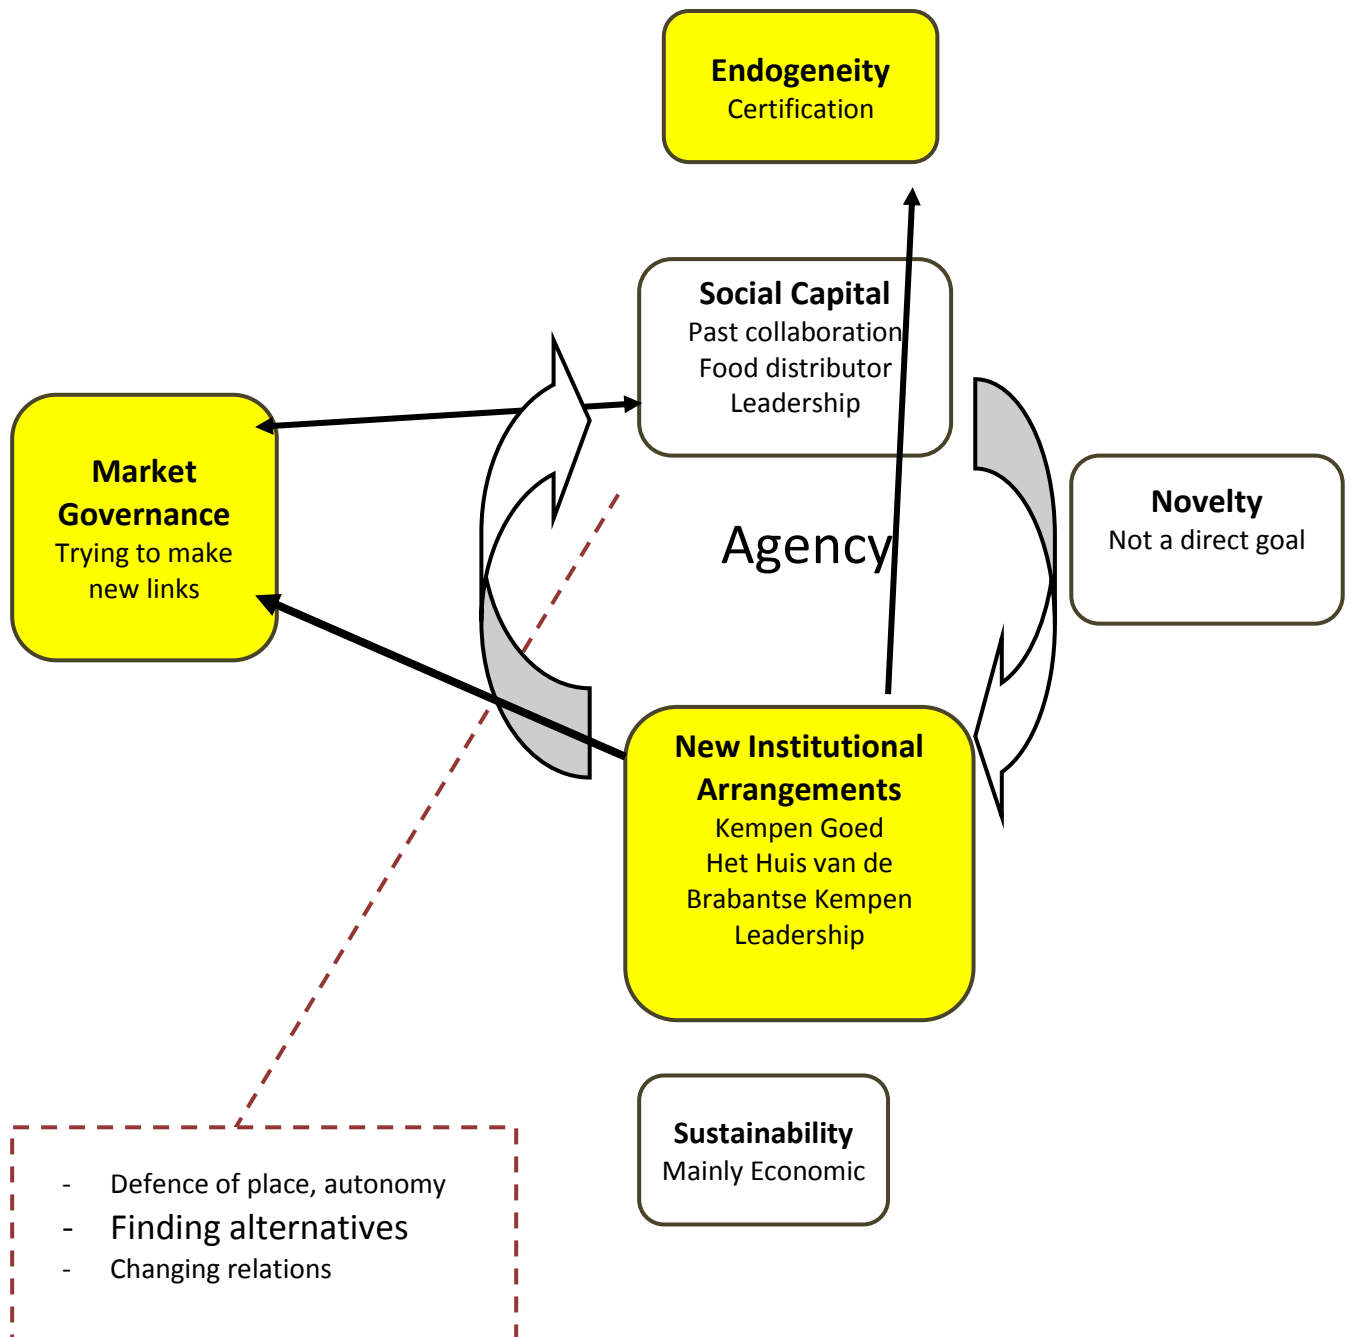 Endogeneity
Certification
Social Capital
Past collaboration
Food distributor
Leadership
Market
Governance
Trying to make
new links
Novelty
Not a direct goal
Agency
New Institutional
Arrangements
Kempen Goed
Het Huis van de
Brabantse Kempen
Leadership
Sustainability
Mainly Economic
- Defence of place, autonomy
- Finding alternatives
- Changing relations